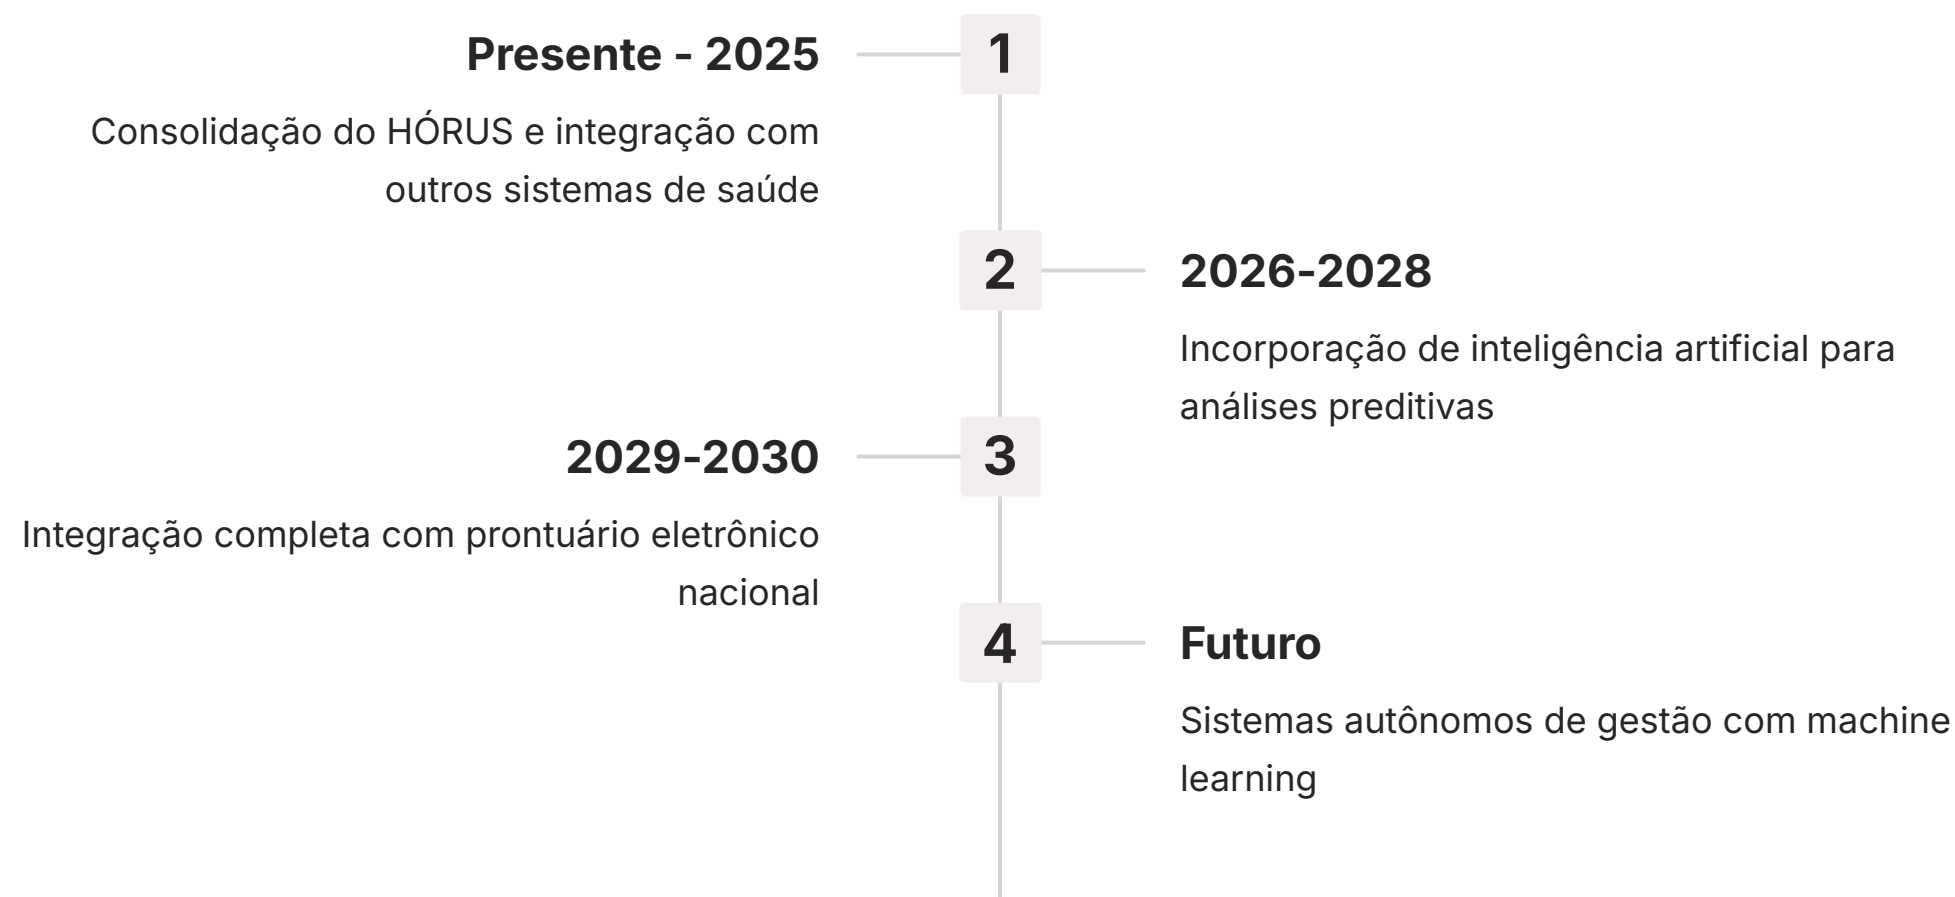 1
Presente - 2025
Consolidação do HÓRUS e integração com
outros sistemas de saúde
2
2026-2028
Incorporação de inteligência artificial para
análises preditivas
3
2029-2030
Integração completa com prontuário eletrônico
nacional
4
Futuro
Sistemas autônomos de gestão com machine
learning